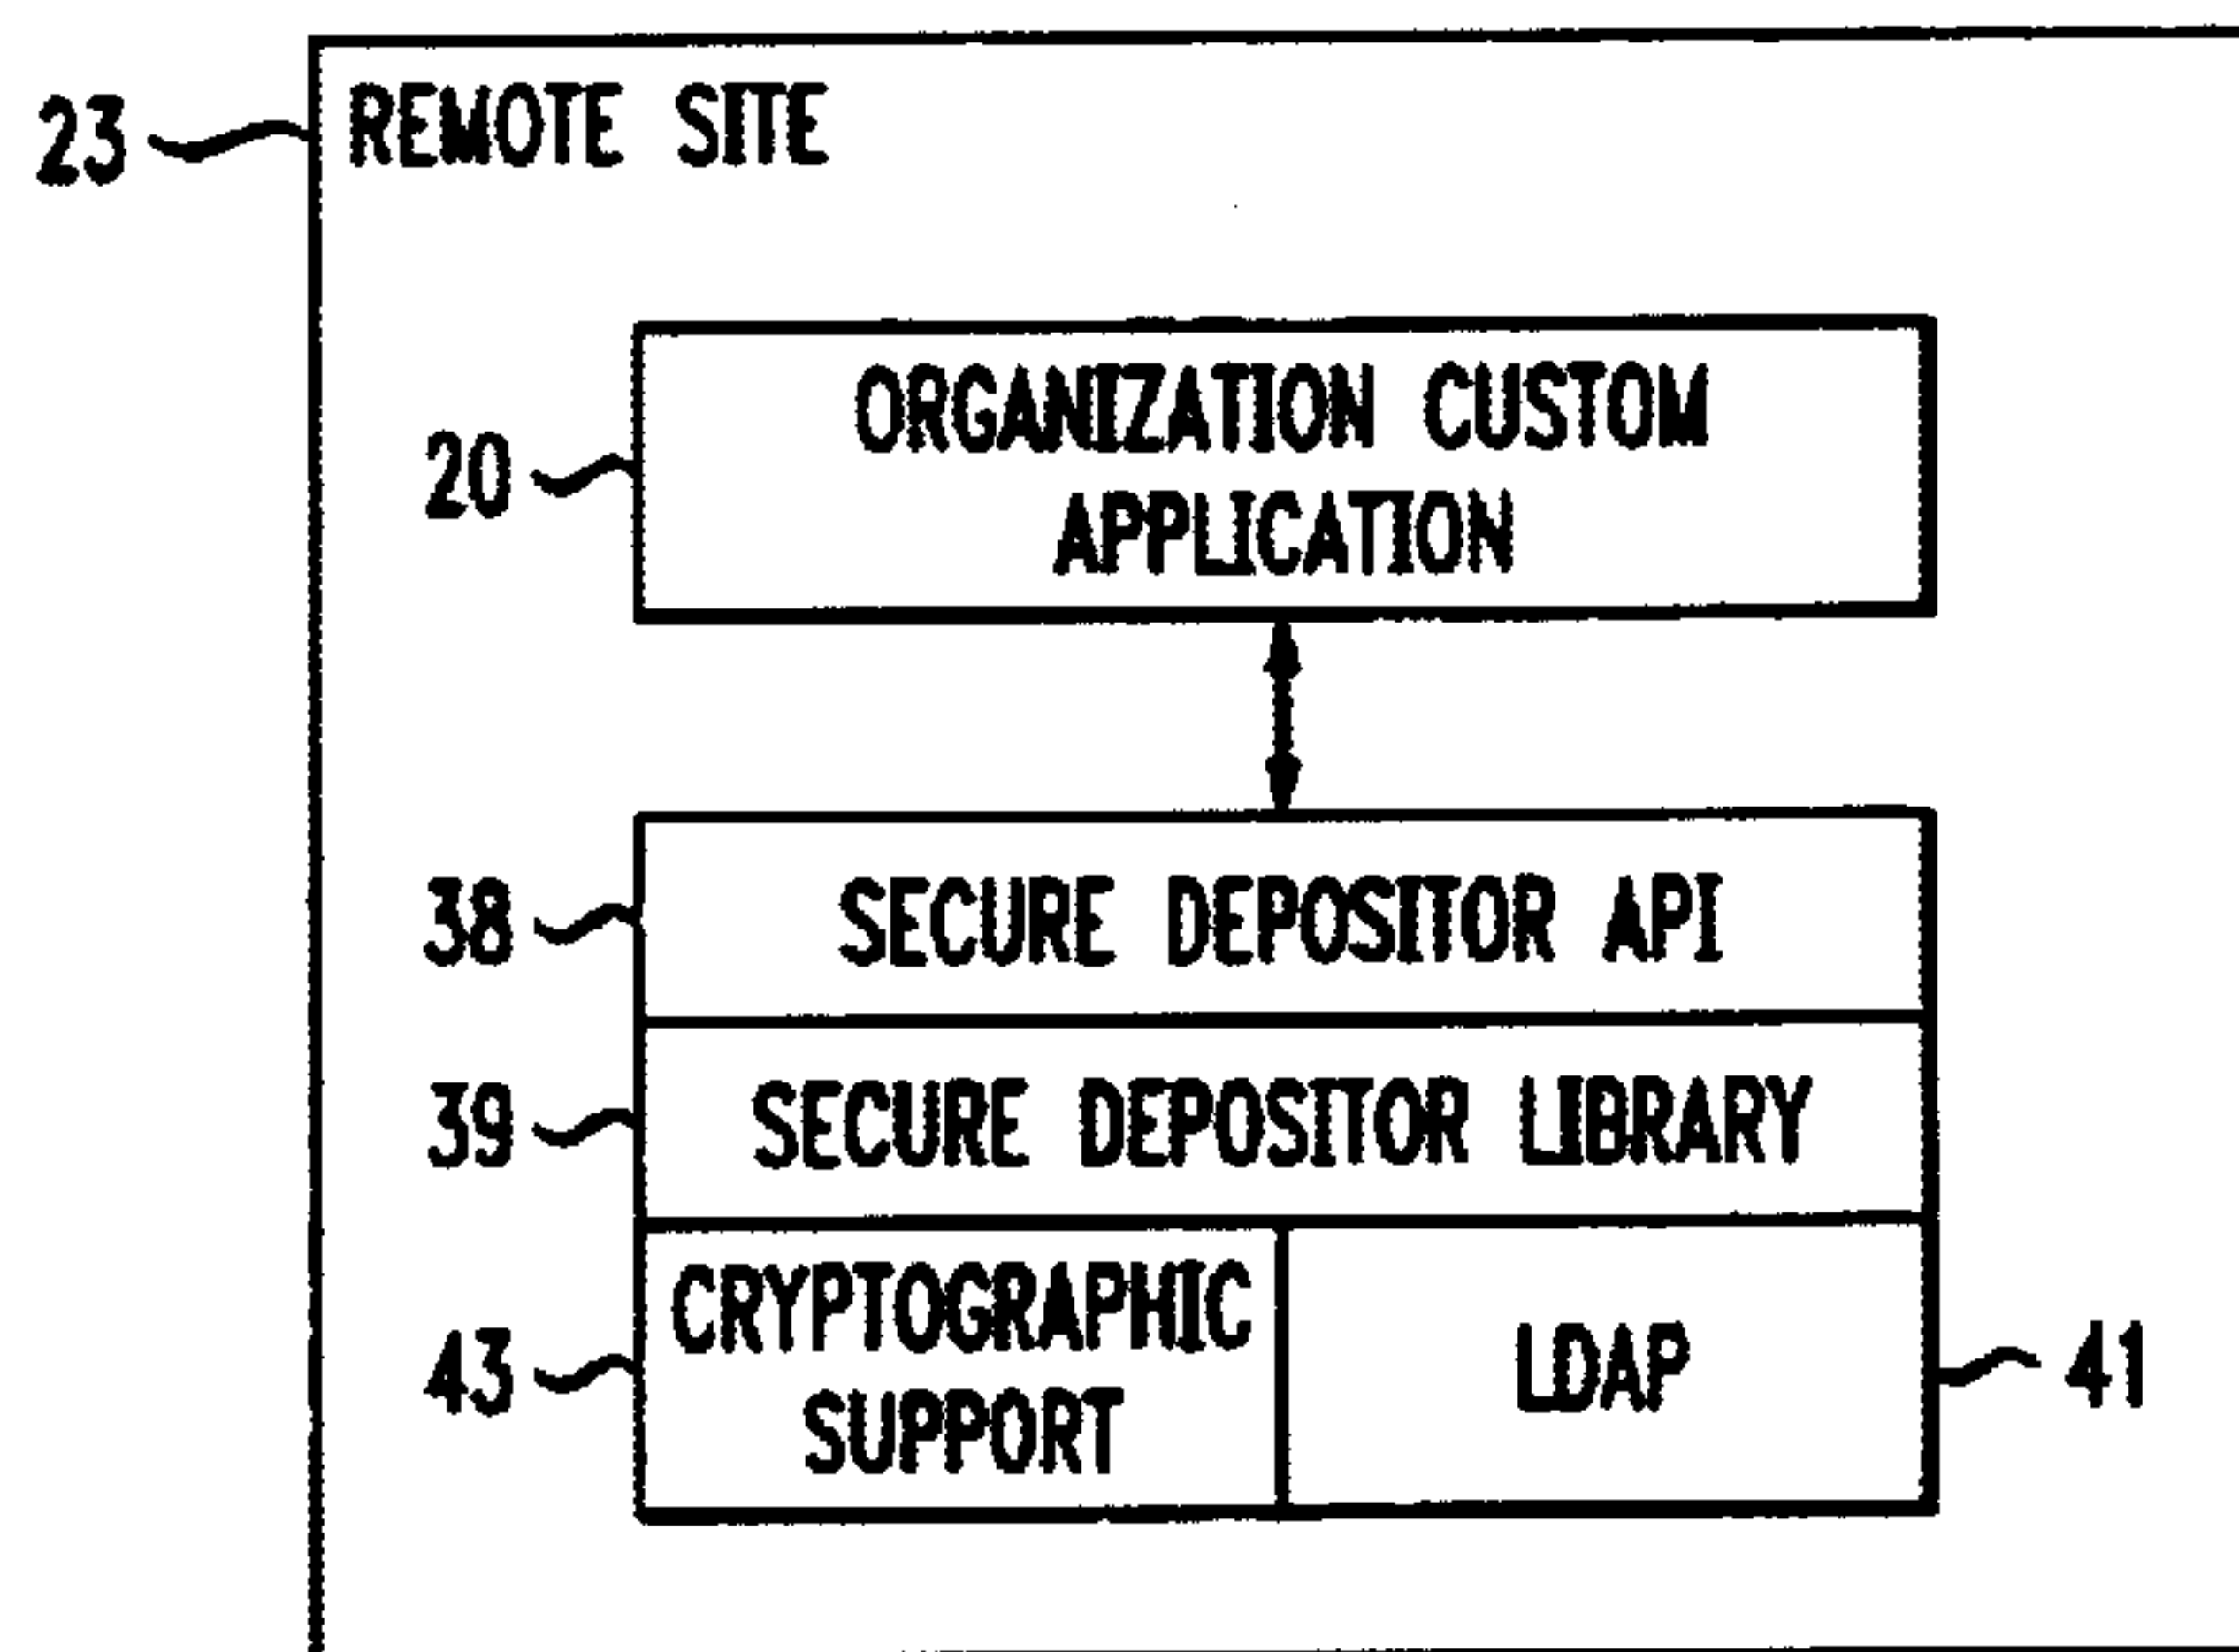 23
REMOTE SITE
20
ORGANIZATION CUSTOM
APPLICATION
38
SECURE DEPOSITOR API
39
SECURE DEPOSITOR LIBRARY
43
CRYPTOGRAPHIC
SUPPORT
LDAP
41